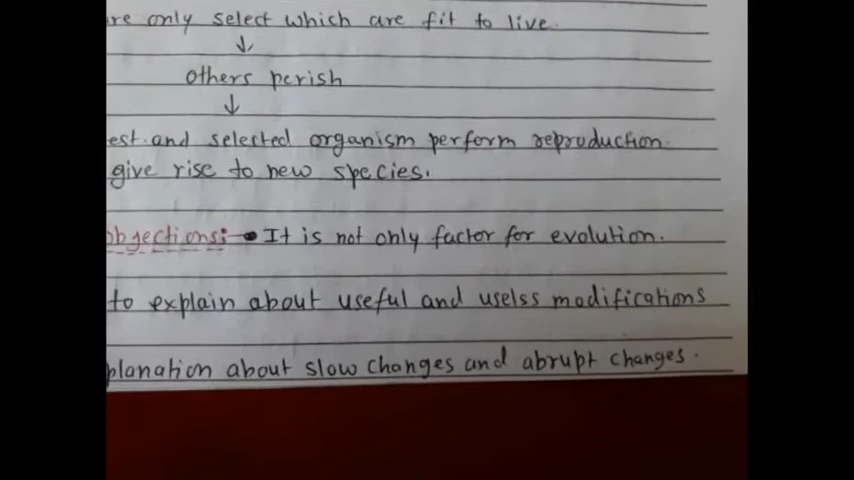 re only select which are fit to live.
↓
others perish
↓
est and selected organism perform reproduction.
give rise to new species.
objections:- It is not only factor for evolution.
to explain about useful and uselss modifications
planation about slow changes and abrupt changes.